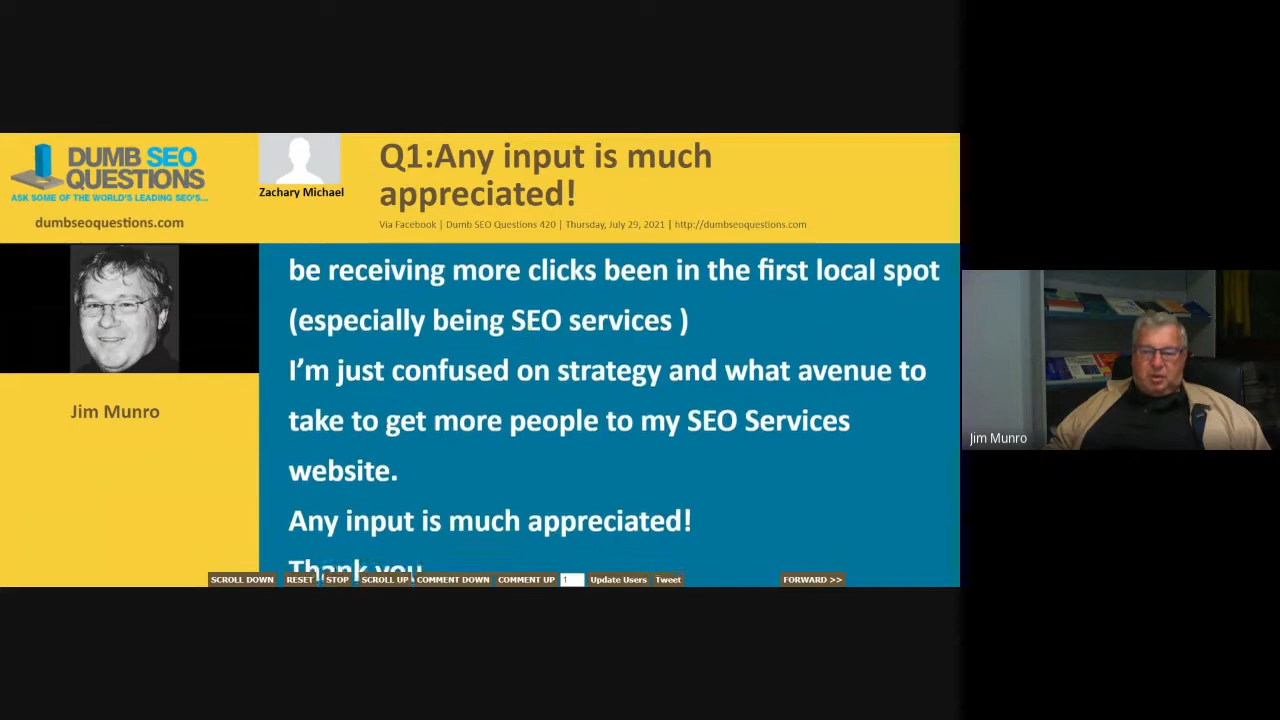 DUMB SEO
QUESTIONS
ASK SOME OF THE WORLD'S LEADING SEO'S...
dumbseoquestions.com
Zachary Michael
Q1:Any input is much
appreciated!
Via Facebook | Dumb SEO Questions 420 | Thursday, July 29, 2021 | http://dumbseoquestions.com
Jim Munro
be receiving more clicks been in the first local spot
(especially being SEO services )
I'm just confused on strategy and what avenue to
take to get more people to my SEO Services
website.
Any input is much appreciated!
Thank you
SCROLL DOWN RESET STOP SCROLL UP COMMENT DOWN COMMENT UP 1 Update Users Tweet FORWARD >>
Jim Munro